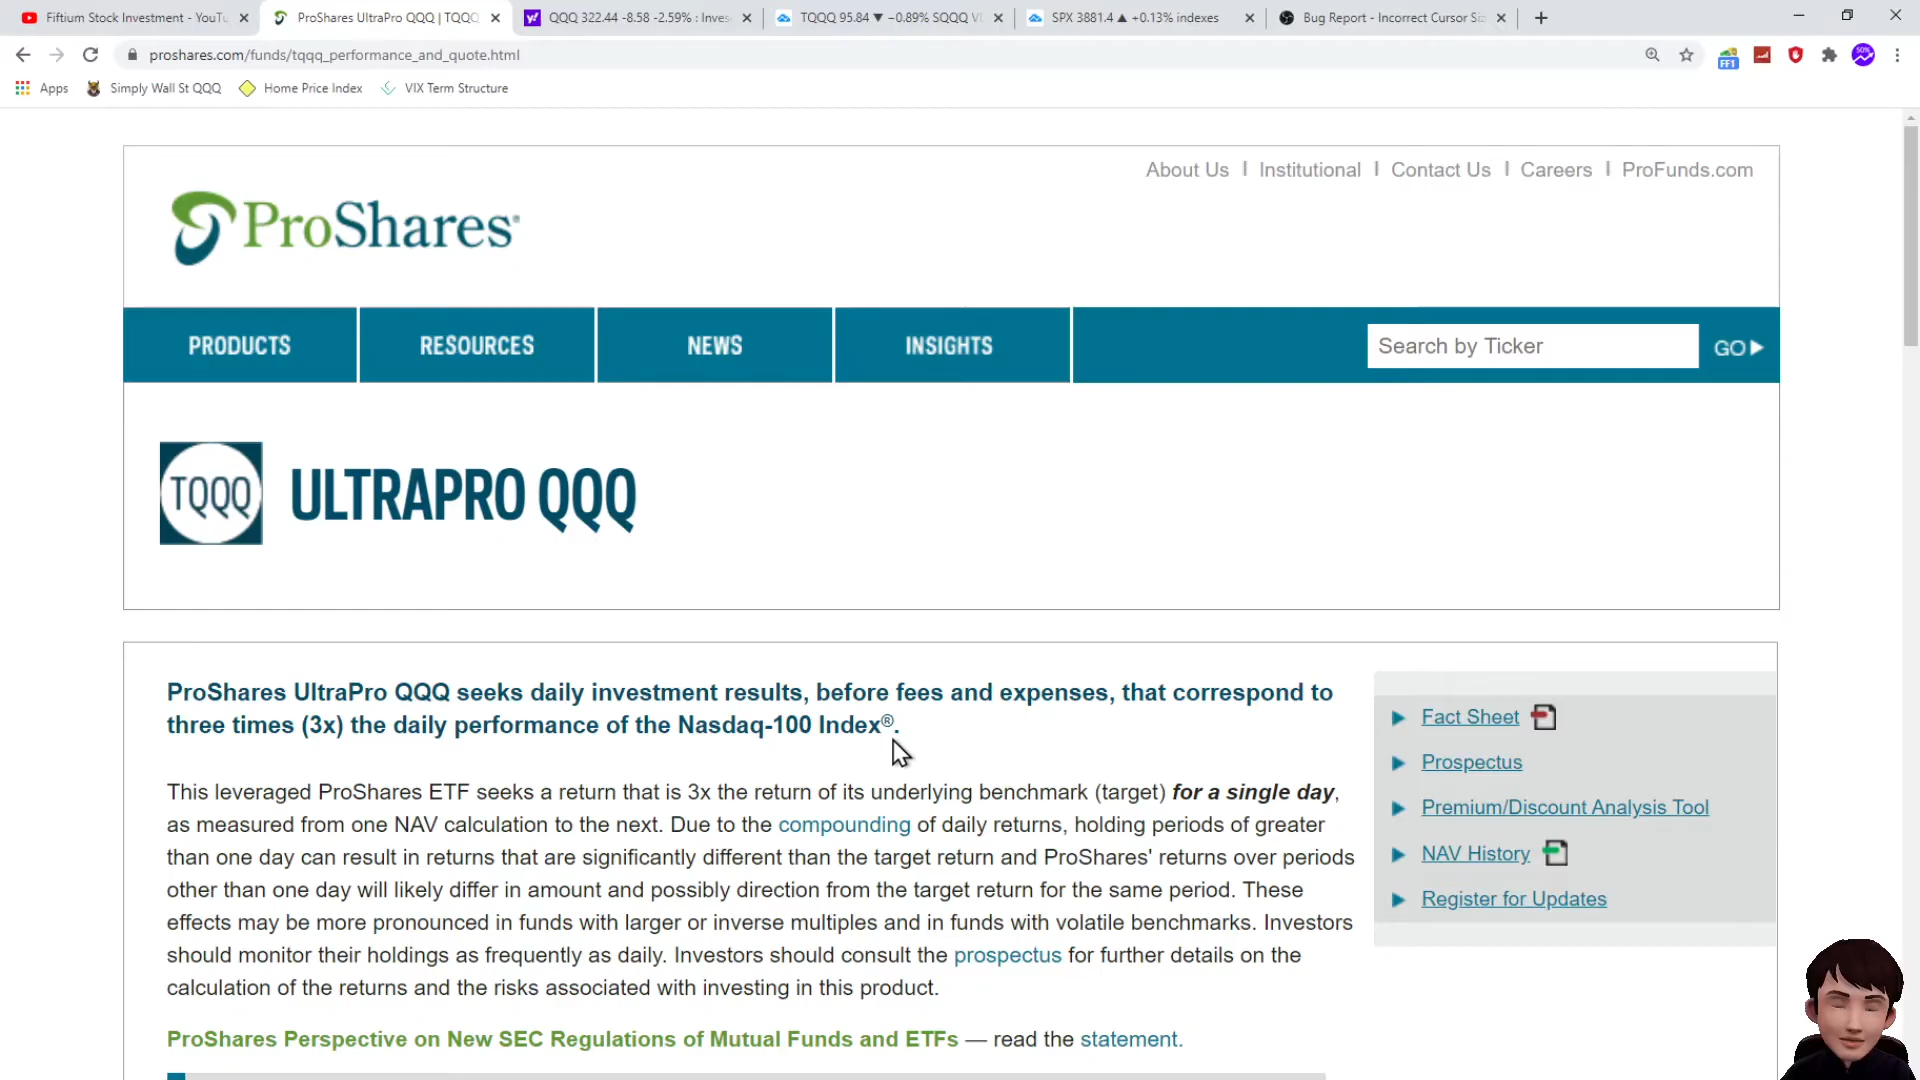 Fiftium Stock Investment - YouTu
ProShares UltraPro QQQ | TQQQ
QQQ 322.44 -8.58 -2.59% : Inves
TQQQ 95.84 ▼ −0.89% SQQQ VI
SPX 3881.4 ▲ +0.13% indexes
Bug Report - Incorrect Cursor Siz
proshares.com/funds/tqqq_performance_and_quote.html
FF1
50%
Apps
Simply Wall St QQQ
Home Price Index
VIX Term Structure
About Us | Institutional | Contact Us | Careers | ProFunds.com
ProShares®
PRODUCTS
RESOURCES
NEWS
INSIGHTS
Search by Ticker
GO
TQQQ
ULTRAPRO QQQ
ProShares UltraPro QQQ seeks daily investment results, before fees and expenses, that correspond to
three times (3x) the daily performance of the Nasdaq-100 Index®.
This leveraged ProShares ETF seeks a return that is 3x the return of its underlying benchmark (target) for a single day,
as measured from one NAV calculation to the next. Due to the compounding of daily returns, holding periods of greater
than one day can result in returns that are significantly different than the target return and ProShares' returns over periods
other than one day will likely differ in amount and possibly direction from the target return for the same period. These
effects may be more pronounced in funds with larger or inverse multiples and in funds with volatile benchmarks. Investors
should monitor their holdings as frequently as daily. Investors should consult the prospectus for further details on the
calculation of the returns and the risks associated with investing in this product.
ProShares Perspective on New SEC Regulations of Mutual Funds and ETFs — read the statement.
Fact Sheet
Prospectus
Premium/Discount Analysis Tool
NAV History
Register for Updates